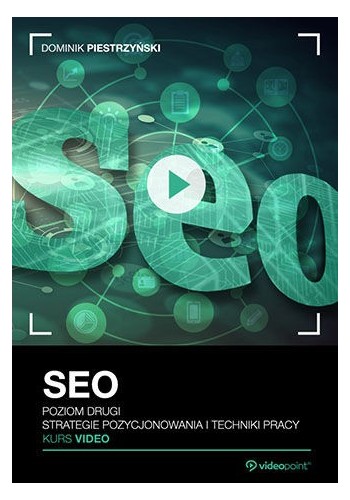 DOMINIK PIESTRZYŃSKI
seo
SEO
POZIOM DRUGI
STRATEGIE POZYCJONOWANIA I TECHNIKI PRACY
KURS VIDEO
videopoint